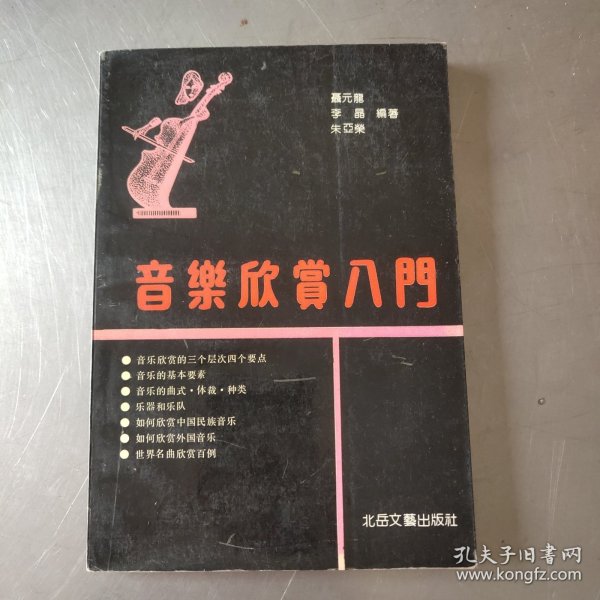 聶元龍
李晶 編著
朱亞榮
音樂欣賞入門
● 音乐欣赏的三个层次四个要点
● 音乐的基本要素
● 音乐的曲式·体裁·种类
● 乐器和乐队
● 如何欣赏中国民族音乐
● 如何欣赏外国音乐
● 世界名曲欣赏百例
北岳文藝出版社
孔夫子旧书网
www.kongfz.com